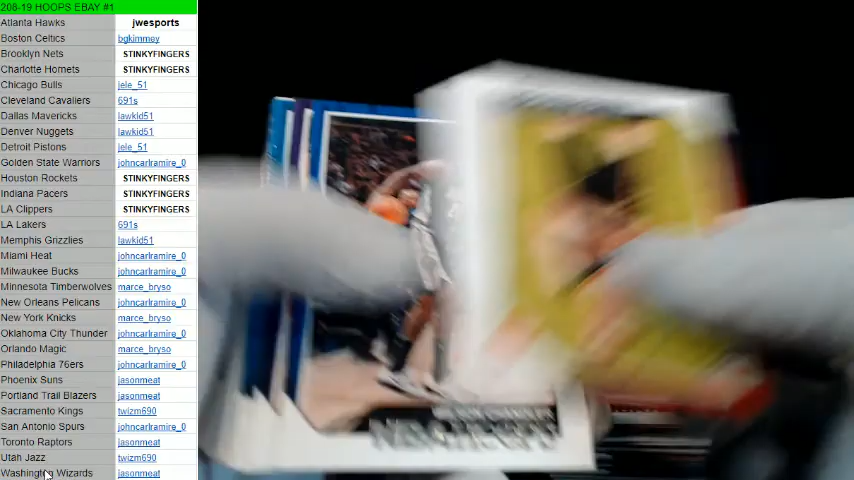 208-19 HOOPS EBAY #1
Atlanta Hawks jwesports
Boston Celtics bgkimmey
Brooklyn Nets STINKYFINGERS
Charlotte Hornets STINKYFINGERS
Chicago Bulls jele_51
Cleveland Cavaliers 691s
Dallas Mavericks lawkid51
Denver Nuggets lawkid51
Detroit Pistons jele_51
Golden State Warriors johncarlramire_0
Houston Rockets STINKYFINGERS
Indiana Pacers STINKYFINGERS
LA Clippers STINKYFINGERS
LA Lakers 691s
Memphis Grizzlies lawkid51
Miami Heat johncarlramire_0
Milwaukee Bucks johncarlramire_0
Minnesota Timberwolves marce_bryso
New Orleans Pelicans johncarlramire_0
New York Knicks marce_bryso
Oklahoma City Thunder johncarlramire_0
Orlando Magic marce_bryso
Philadelphia 76ers johncarlramire_0
Phoenix Suns jasonmeat
Portland Trail Blazers jasonmeat
Sacramento Kings twizm690
San Antonio Spurs johncarlramire_0
Toronto Raptors jasonmeat
Utah Jazz twizm690
Washington Wizards jasonmeat